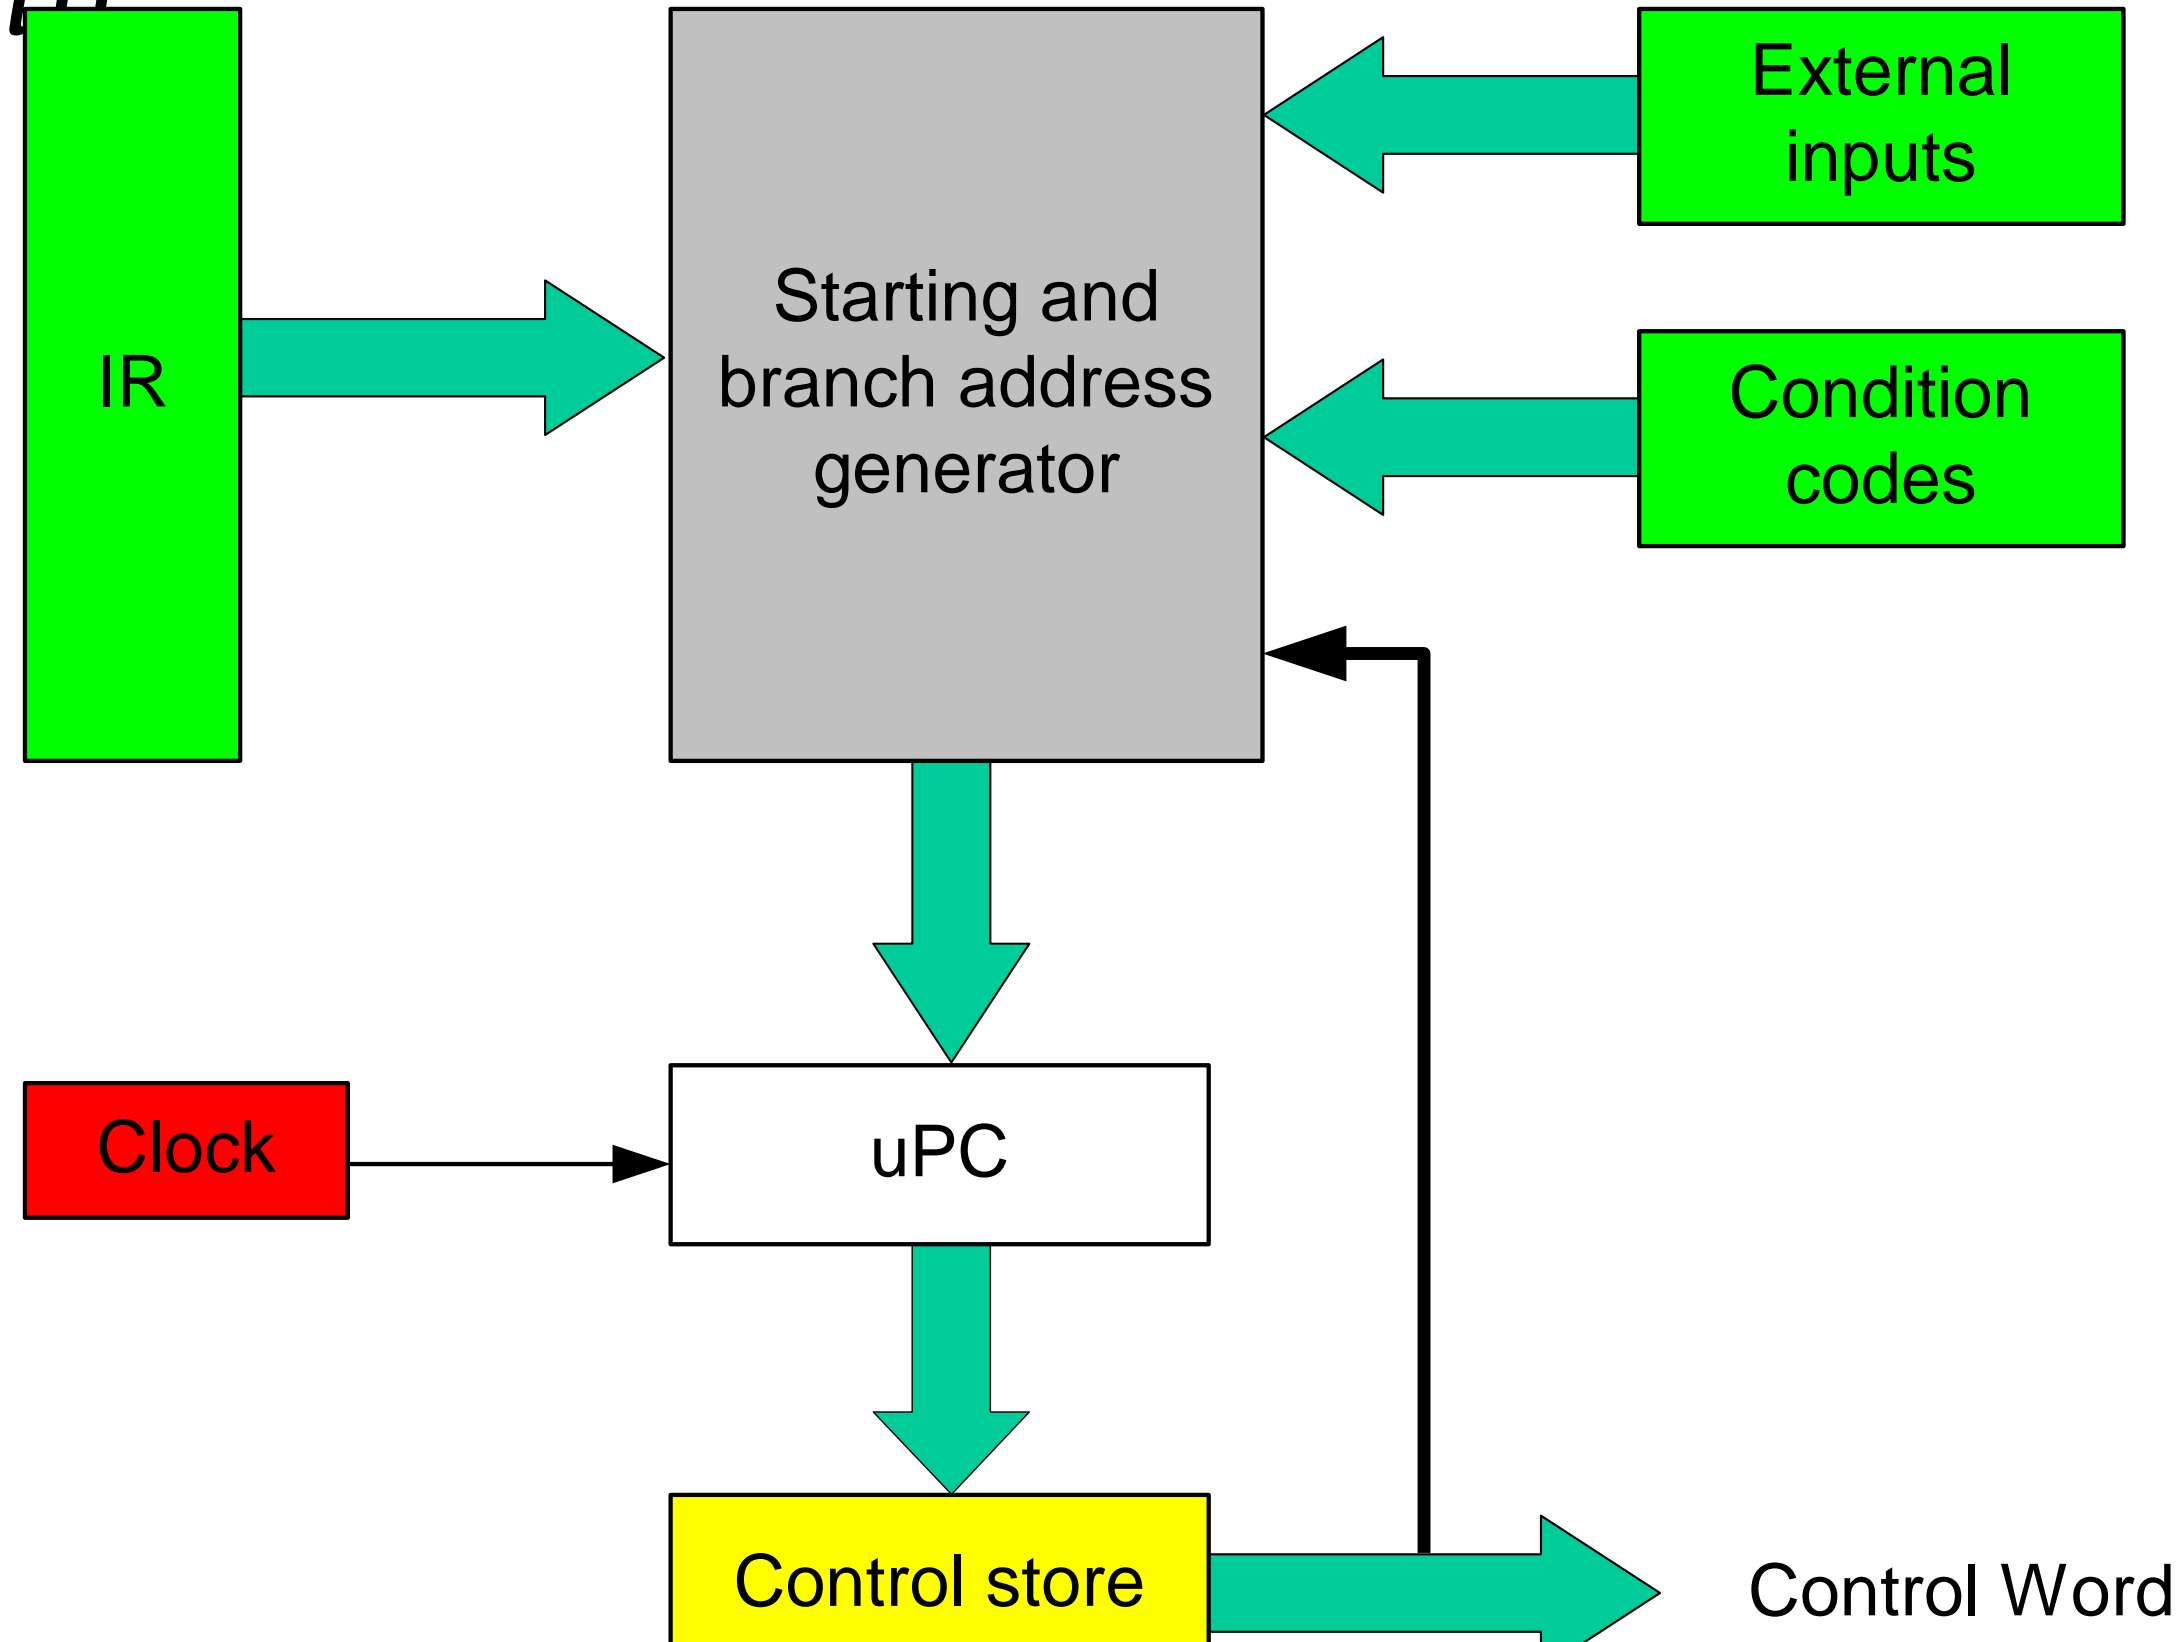 External
inputs
IR
Starting and
branch address
generator
Condition
codes
Clock
uPC
Control store
Control Word